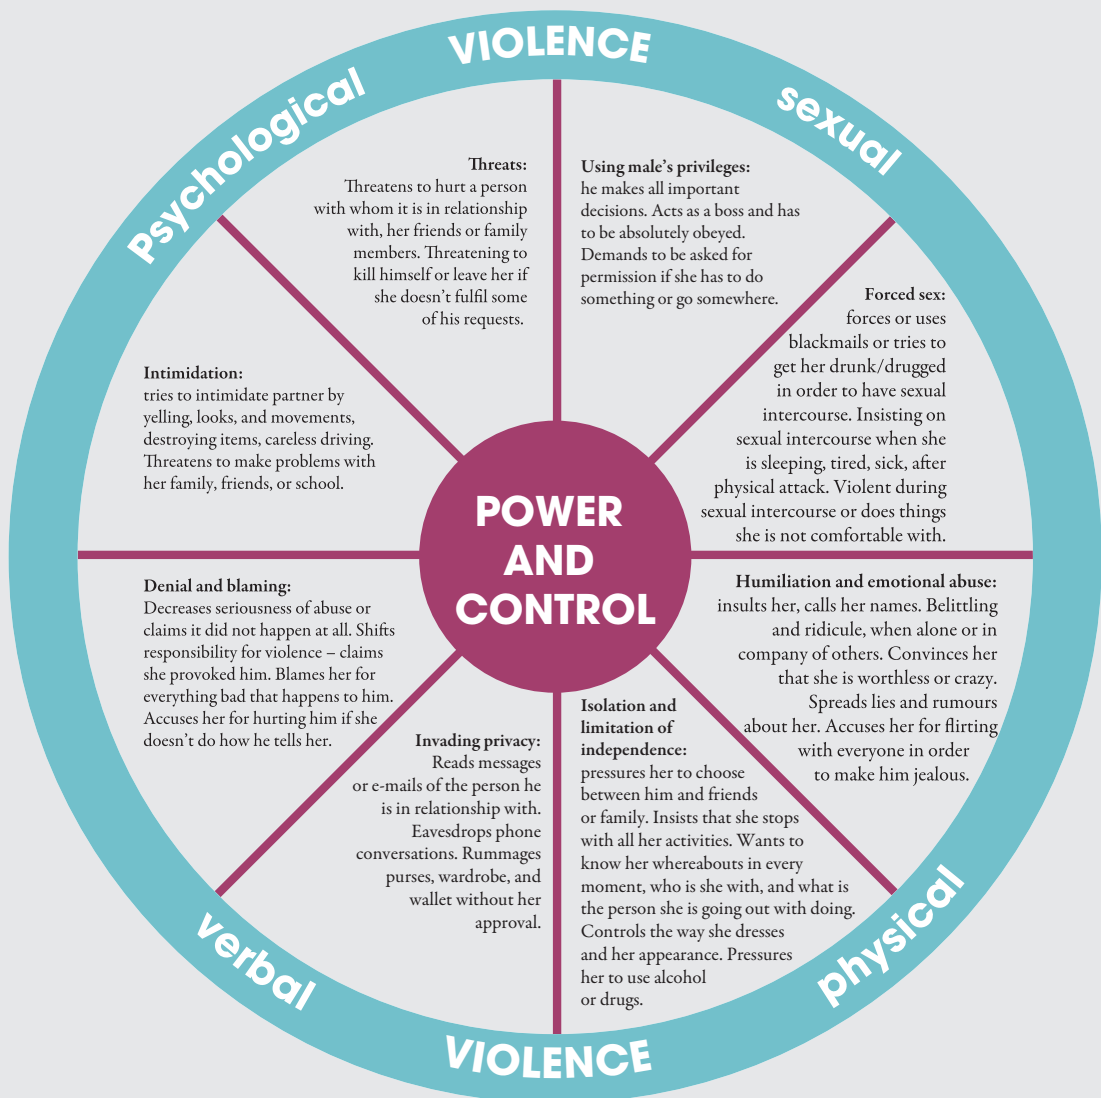 VIOLENCE
Psychological
sexual
Threats:
Threatens to hurt a person
with whom it is in relationship
with, her friends or family
members. Threatening to
kill himself or leave her if
she doesn’t fulfil some
of his requests.
Using male’s privileges:
he makes all important
decisions. Acts as a boss and has
to be absolutely obeyed.
Demands to be asked for
permission if she has to do
something or go somewhere.
Forced sex:
forces or uses
blackmails or tries to
get her drunk/drugged
in order to have sexual
intercourse. Insisting on
sexual intercourse when she
is sleeping, tired, sick, after
physical attack. Violent during
sexual intercourse or does things
she is not comfortable with.
Intimidation:
tries to intimidate partner by
yelling, looks, and movements,
destroying items, careless driving.
Threatens to make problems with
her family, friends, or school.
POWER
AND
CONTROL
Denial and blaming:
Decreases seriousness of abuse or
claims it did not happen at all. Shifts
responsibility for violence – claims
she provoked him. Blames her for
everything bad that happens to him.
Accuses her for hurting him if she
doesn’t do how he tells her.
Humiliation and emotional abuse:
insults her, calls her names. Belittling
and ridicule, when alone or in
company of others. Convinces her
that she is worthless or crazy.
Spreads lies and rumours
about her. Accuses her for flirting
with everyone in order
to make him jealous.
Invading privacy:
Reads messages
or e-mails of the person he
is in relationship with.
Eavesdrops phone
conversations. Rummages
purses, wardrobe, and
wallet without her
approval.
Isolation and
limitation of
independence:
pressures her to choose
between him and friends
or family. Insists that she stops
with all her activities. Wants to
know her whereabouts in every
moment, who is she with, and what is
the person she is going out with doing.
Controls the way she dresses
and her appearance. Pressures
her to use alcohol
or drugs.
verbal
physical
VIOLENCE